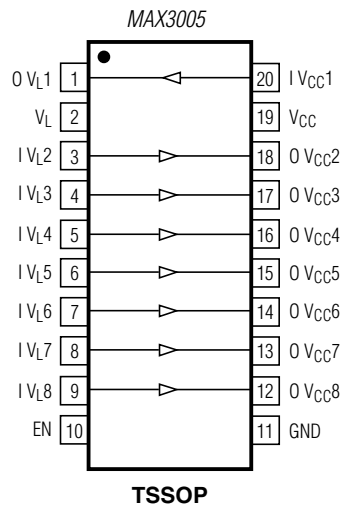 MAX3005
O VL1 1 20 I VCC1
VL 2 19 VCC
I VL2 3 18 O VCC2
I VL3 4 17 O VCC3
I VL4 5 16 O VCC4
I VL5 6 15 O VCC5
I VL6 7 14 O VCC6
I VL7 8 13 O VCC7
I VL8 9 12 O VCC8
EN 10 11 GND
TSSOP